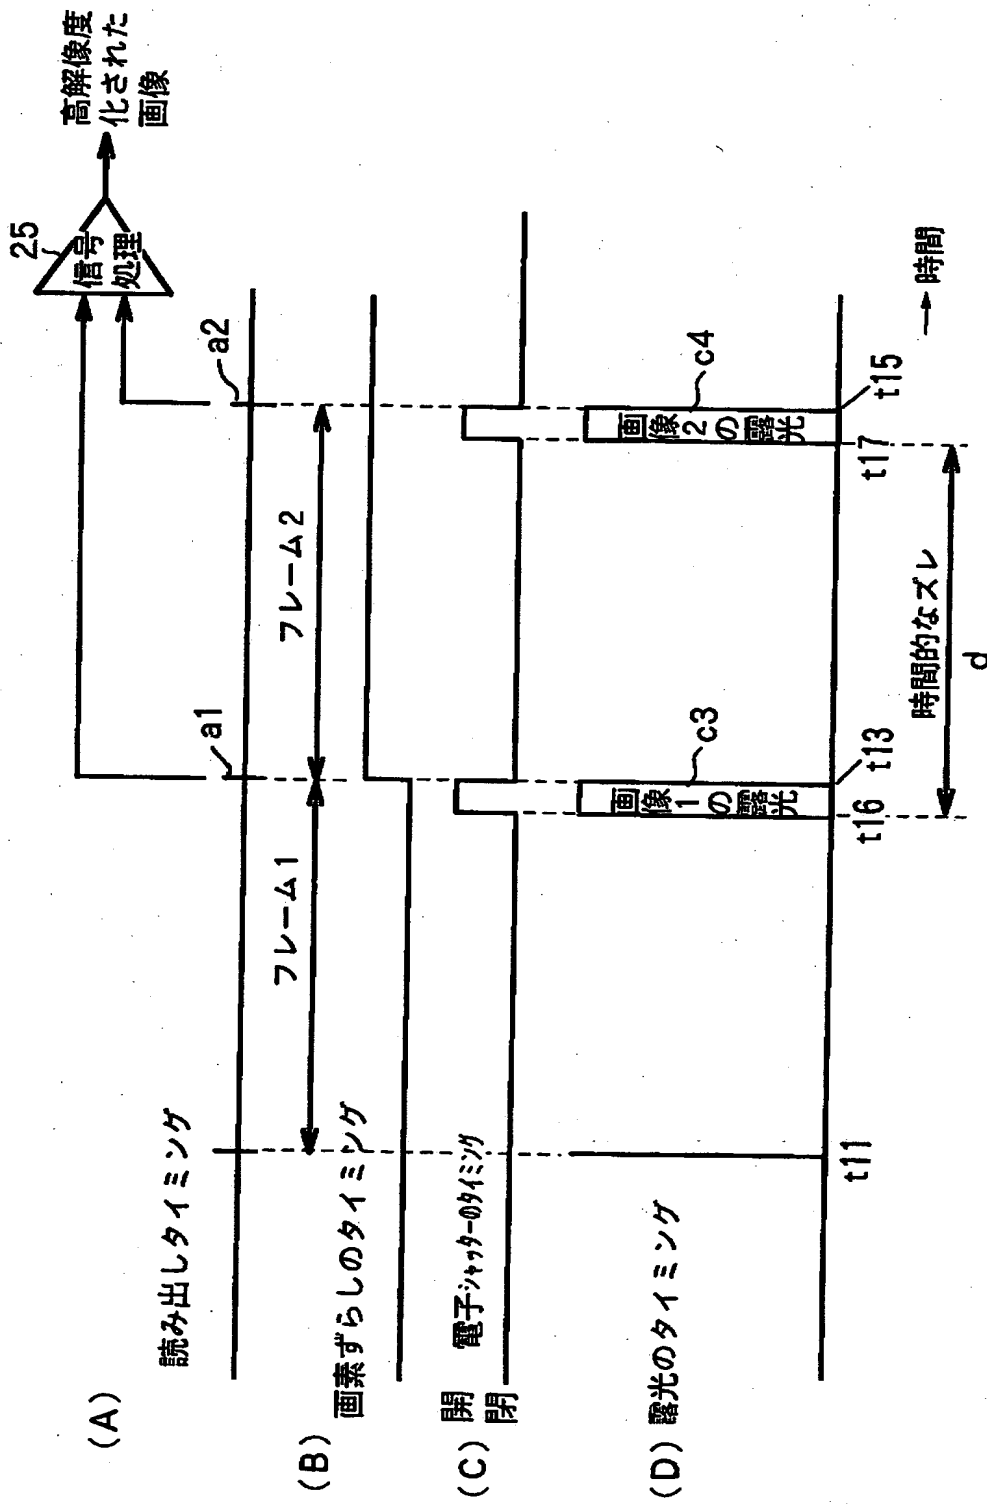 高解像度
化された
画像
25
信号
処理
(A)
読み出しタイミング
a1
a2
(B)
画素ずらしのタイミング
フレーム1
フレーム2
(C)
開
閉
電子シャッターのタイミング
(D)
露光のタイミング
画像1の露光
c3
画像2の露光
c4
t11
t16
t13
t17
t15
時間的なズレ
d
時間